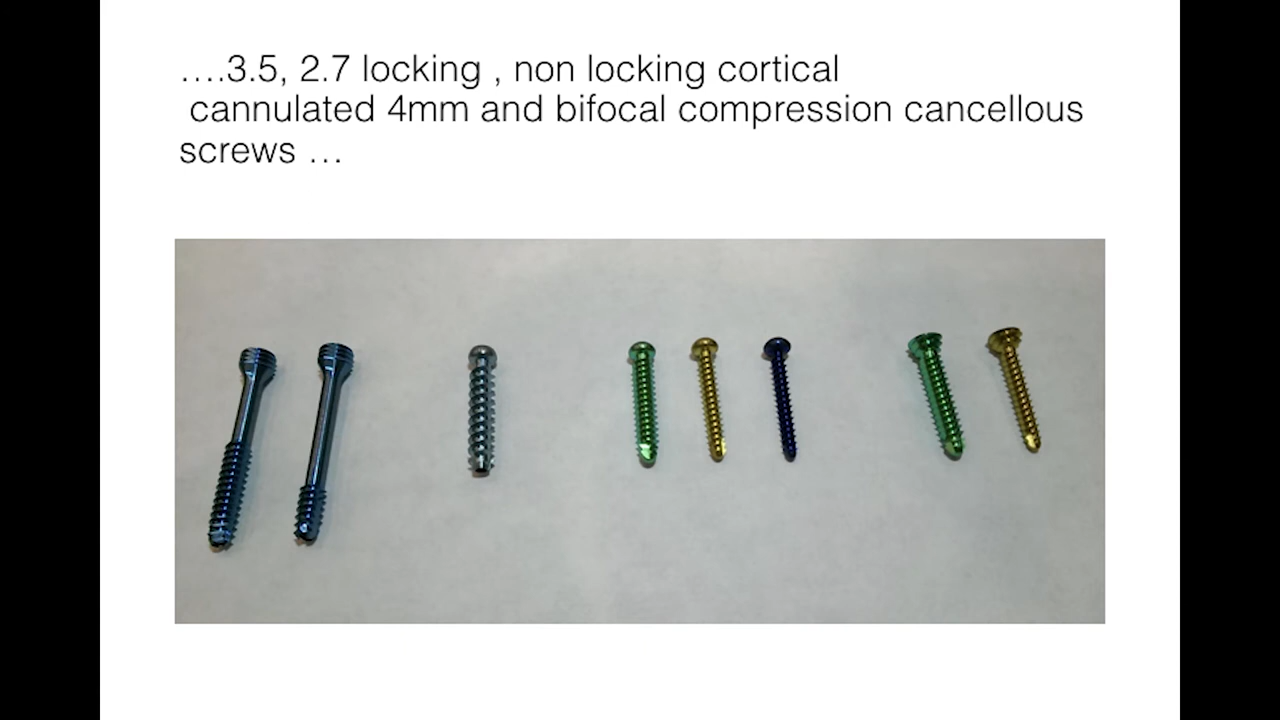 ….3.5, 2.7 locking , non locking cortical
cannulated 4mm and bifocal compression cancellous
screws …